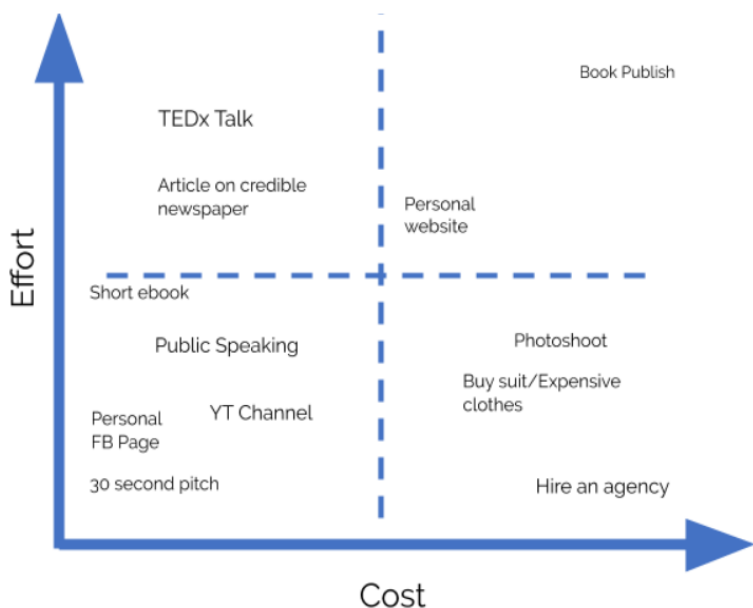 Book Publish
TEDx Talk
Article on credible
newspaper
Personal
website
Effort
Short ebook
Public Speaking
Photoshoot
Buy suit/Expensive
clothes
Personal
FB Page
YT Channel
30 second pitch
Hire an agency
Cost